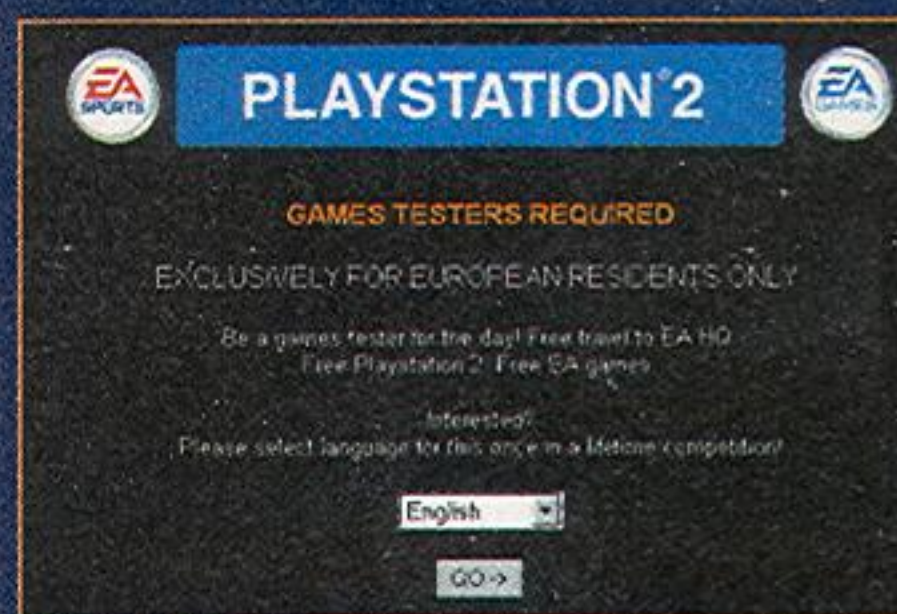 EA
SPORTS
PLAYSTATION®2
EA
GAMES
GAMES TESTERS REQUIRED
EXCLUSIVELY FOR EUROPEAN RESIDENTS ONLY
Be a games tester for the day! Free travel to EA HQ
Free Playstation 2 Free EA games
Interested?
Please select language for this once in a lifetime competition!
English
GO ->